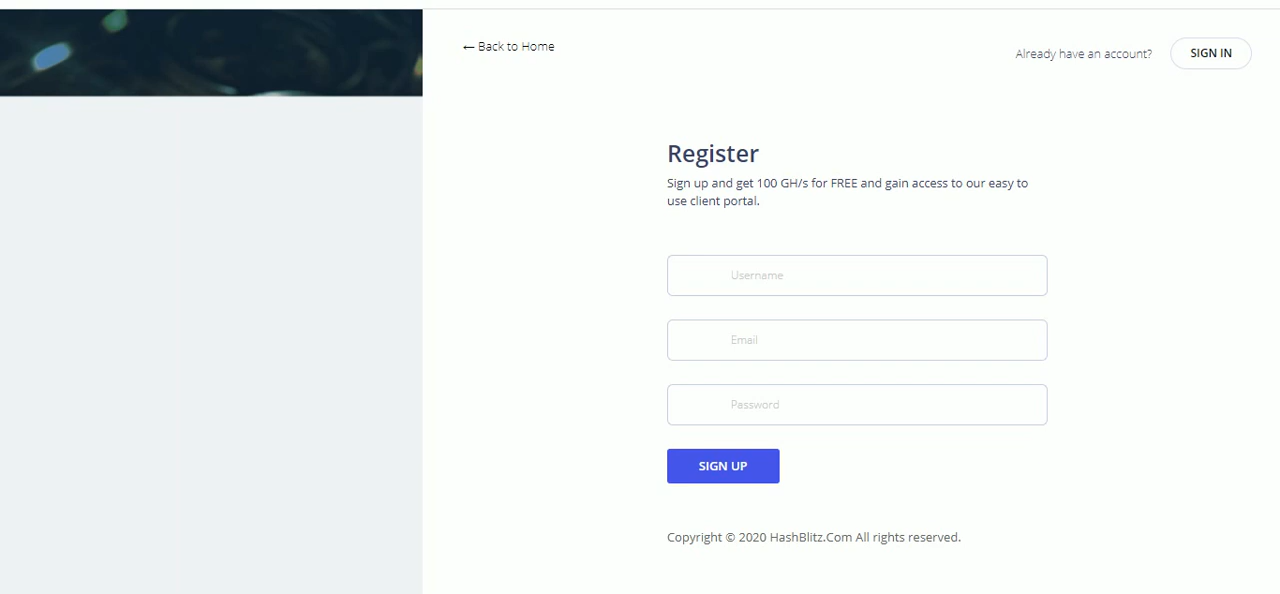 ← Back to Home
Already have an account?
SIGN IN
Register
Sign up and get 100 GH/s for FREE and gain access to our easy to
use client portal.
Username
Email
Password
SIGN UP
Copyright © 2020 HashBlitz.Com All rights reserved.